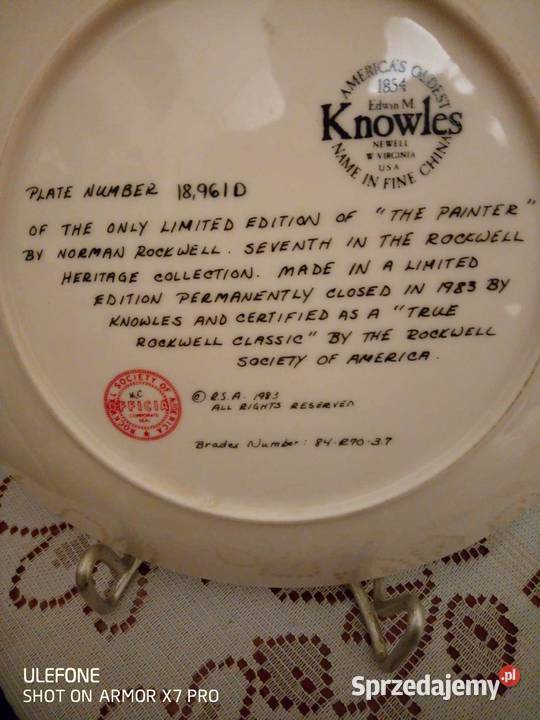 AMERICA'S OLDEST
1854
Edwin M.
Knowles
NEWELL
W VIRGINIA
USA
NAME IN FINE CHINA
PLATE NUMBER 18,961D
OF THE ONLY LIMITED EDITION OF "THE PAINTER"
BY NORMAN ROCKWELL. SEVENTH IN THE ROCKWELL
HERITAGE COLLECTION. MADE IN A LIMITED
EDITION PERMANENTLY CLOSED IN 1983 BY
KNOWLES AND CERTIFIED AS A "TRUE
ROCKWELL CLASSIC" BY THE ROCKWELL
SOCIETY OF AMERICA.
ROCKWELL SOCIETY OF AMERICA
OFFICIAL
SEAL
© R.S.A. 1983
ALL RIGHTS RESERVED
Bradex Number: 84-R70-3.7
ULEFONE
SHOT ON ARMOR X7 PRO
Sprzedajemy.pl